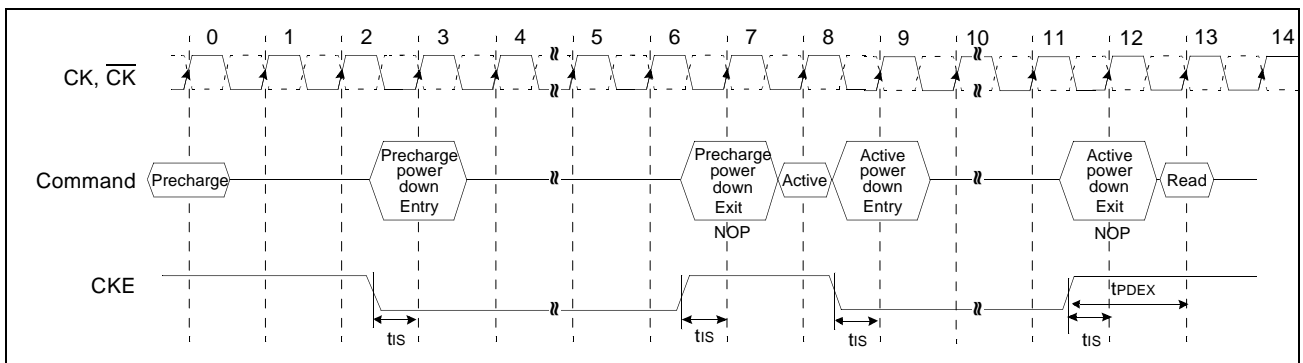 0 1 2 3 4 5 6 7 8 9 10 11 12 13 14
CK, CK
Command
Precharge
Precharge
power
down
Entry
Precharge
power
down
Exit
NOP
Active
Active
power
down
Entry
Active
power
down
Exit
NOP
Read
CKE
tIS
tIS
tIS
tPDEX
tIS